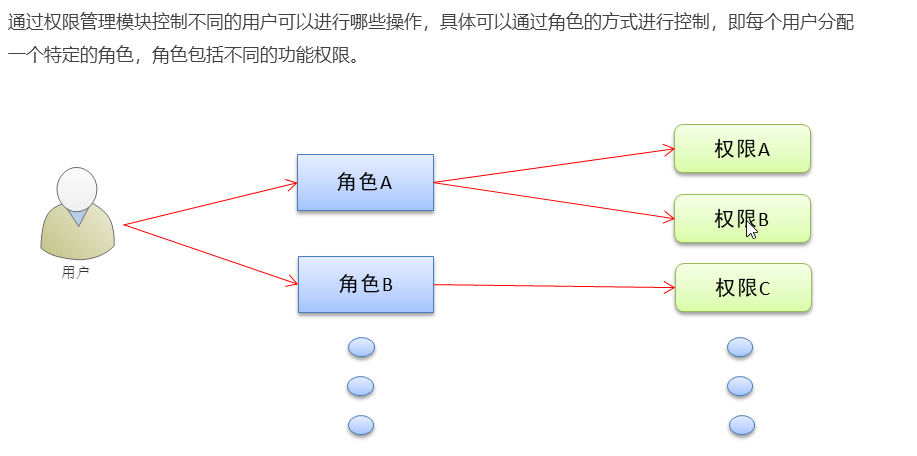 通过权限管理模块控制不同的用户可以进行哪些操作，具体可以通过角色的方式进行控制，即每个用户分配
一个特定的角色，角色包括不同的功能权限。
权限A
角色A
权限B
用户
角色B
权限C